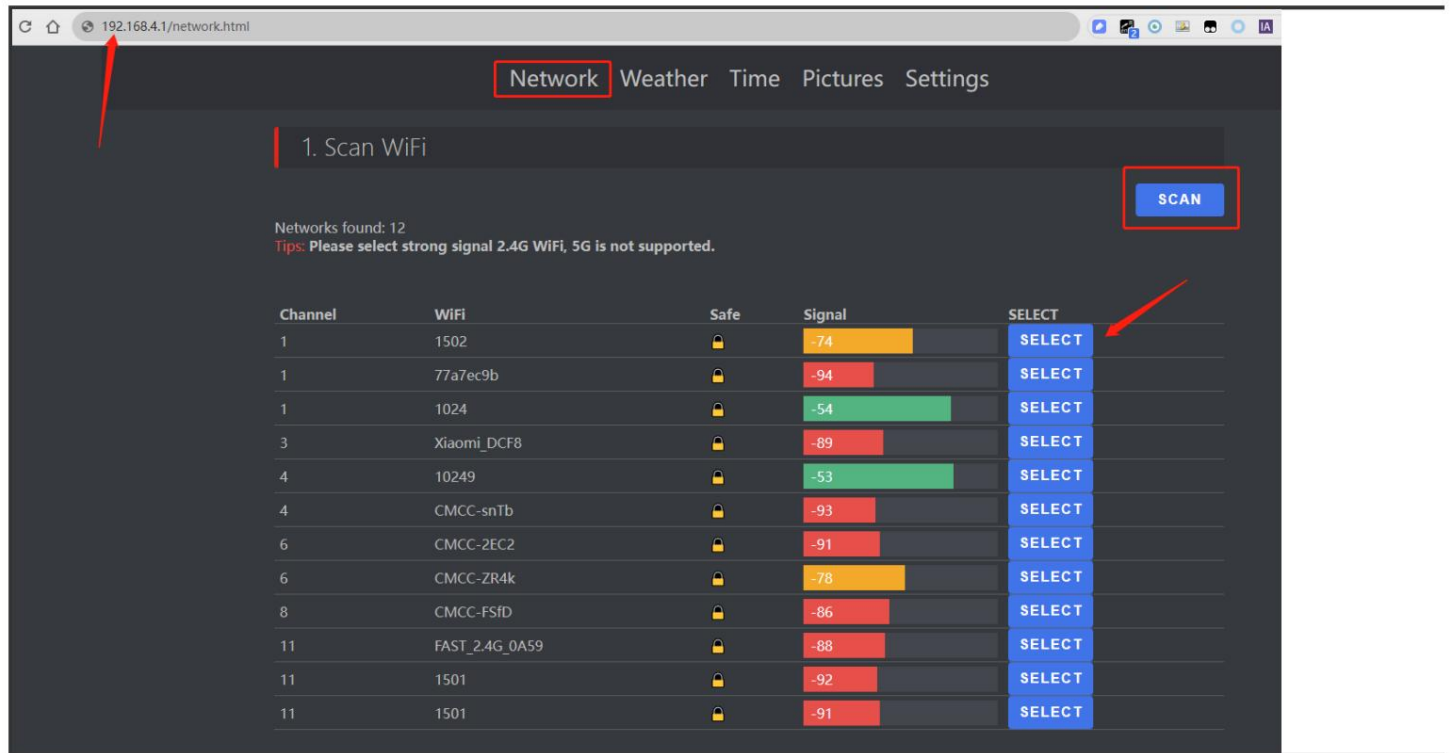 192.168.4.1/network.html
2
IA
Network Weather Time Pictures Settings
1. Scan WiFi
SCAN
Networks found: 12
Tips: Please select strong signal 2.4G WiFi, 5G is not supported.
Channel WiFi Safe Signal SELECT
1 1502 -74 SELECT
1 77a7ec9b -94 SELECT
1 1024 -54 SELECT
3 Xiaomi_DCF8 -89 SELECT
4 10249 -53 SELECT
4 CMCC-snTb -93 SELECT
6 CMCC-2EC2 -91 SELECT
6 CMCC-ZR4k -78 SELECT
8 CMCC-FSfD -86 SELECT
11 FAST_2.4G_0A59 -88 SELECT
11 1501 -92 SELECT
11 1501 -91 SELECT